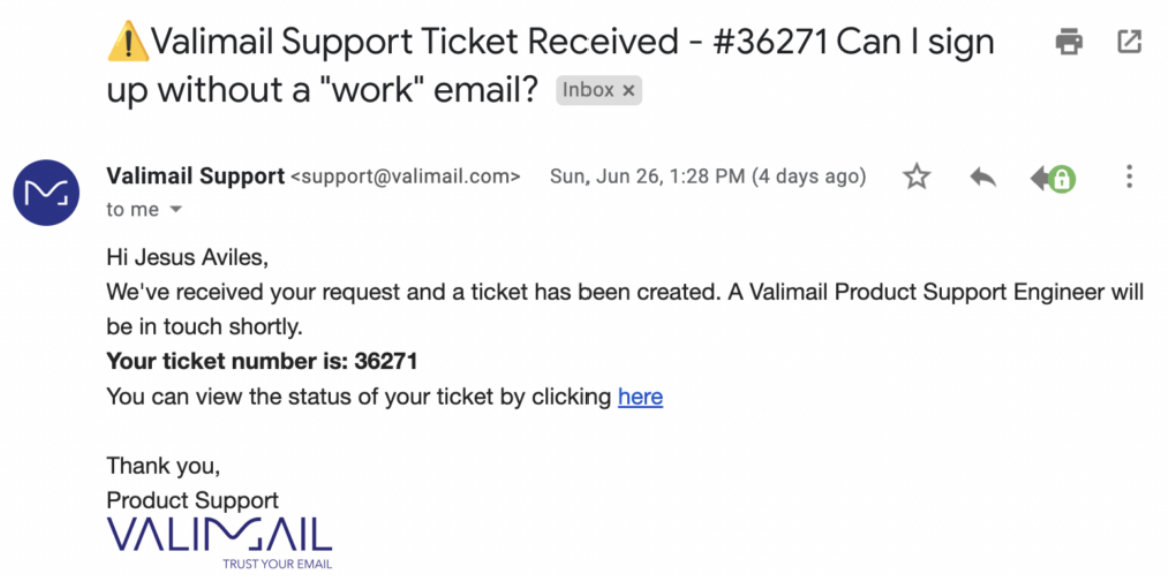 ⚠️Valimail Support Ticket Received - #36271 Can I sign
up without a "work" email? Inbox ×
Valimail Support <support@valimail.com> Sun, Jun 26, 1:28 PM (4 days ago)
to me
Hi Jesus Aviles,
We've received your request and a ticket has been created. A Valimail Product Support Engineer will
be in touch shortly.
Your ticket number is: 36271
You can view the status of your ticket by clicking here
Thank you,
Product Support
VALIMAIL
TRUST YOUR EMAIL